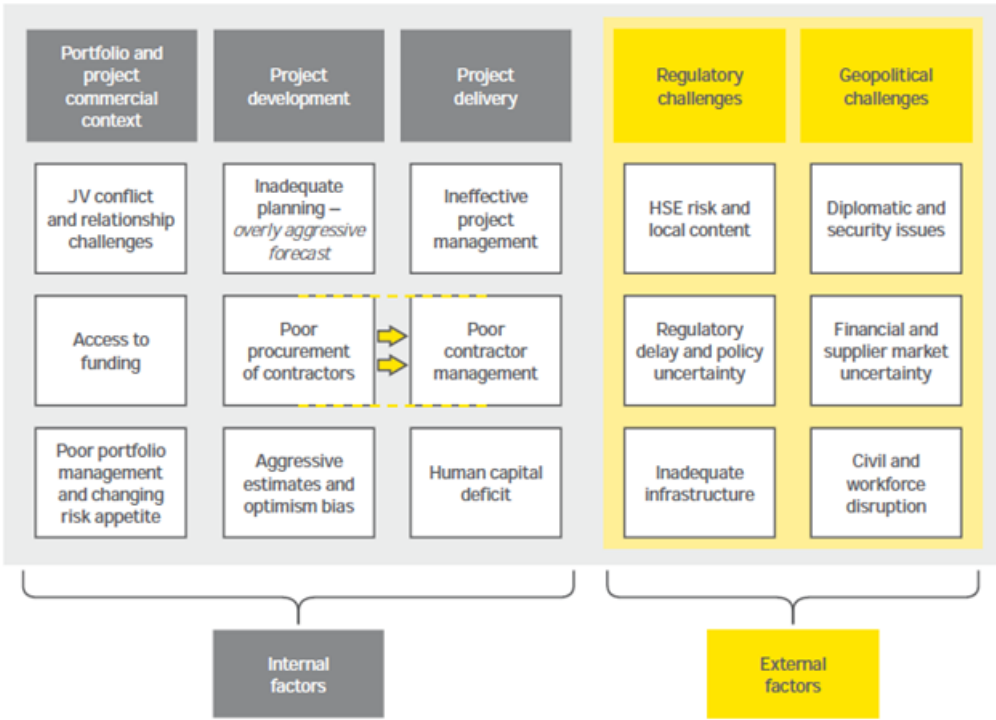 Portfolio and
project
commercial
context
Project
development
Project
delivery
Regulatory
challenges
Geopolitical
challenges
JV conflict
and relationship
challenges
Inadequate
planning –
overly aggressive
forecast
Ineffective
project
management
HSE risk and
local content
Diplomatic and
security issues
Access to
funding
Poor
procurement
of contractors
Poor
contractor
management
Regulatory
delay and policy
uncertainty
Financial and
supplier market
uncertainty
Poor portfolio
management
and changing
risk appetite
Aggressive
estimates and
optimism bias
Human capital
deficit
Inadequate
infrastructure
Civil and
workforce
disruption
Internal
factors
External
factors